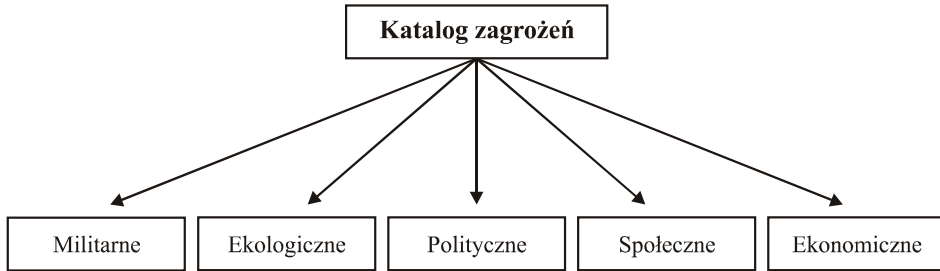 Katalog zagrożeń
Militarne
Ekologiczne
Polityczne
Społeczne
Ekonomiczne